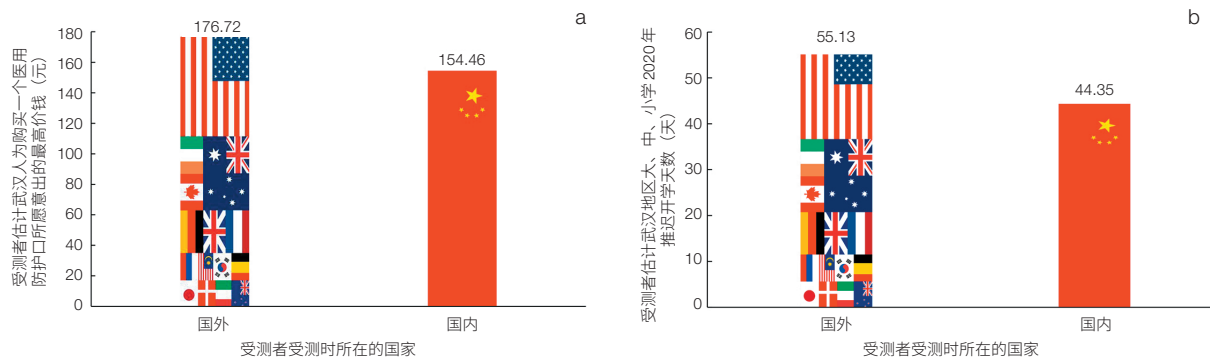 a
176.72
154.46
180
160
140
120
100
80
60
40
20
0
受测者估计武汉人为购买一个医用
防护口所愿意出的最高价钱（元）
国外
国内
受测者受测时所在的国家
b
55.13
44.35
60
50
40
30
20
10
0
受测者估计武汉地区大、中、小学2020年
推迟开学天数（天）
国外
国内
受测者受测时所在的国家